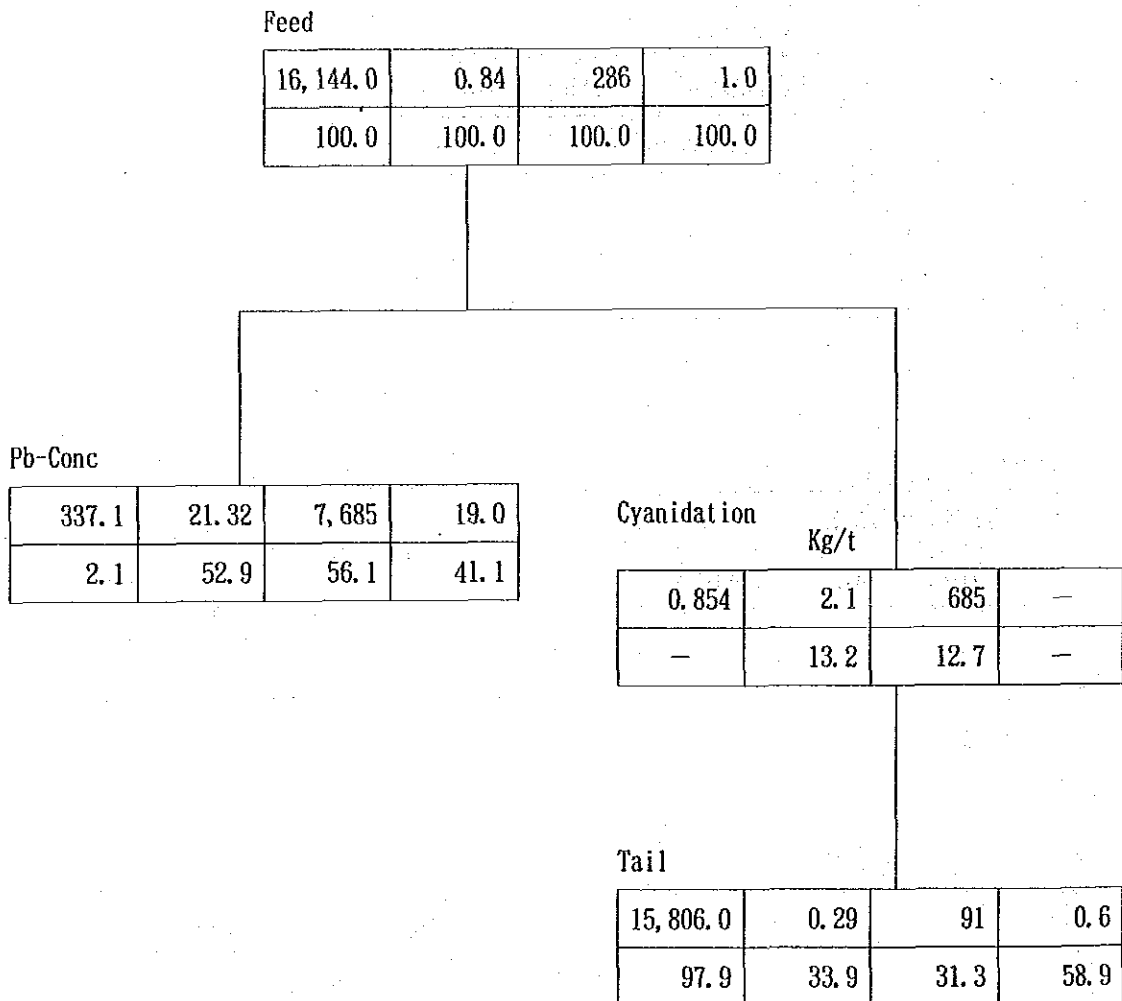 Feed
16,144.0 0.84 286 1.0
100.0 100.0 100.0 100.0
Pb-Conc
337.1 21.32 7,685 19.0
2.1 52.9 56.1 41.1
Cyanidation
Kg/t
0.854 2.1 685 —
— 13.2 12.7 —
Tail
15,806.0 0.29 91 0.6
97.9 33.9 31.3 58.9